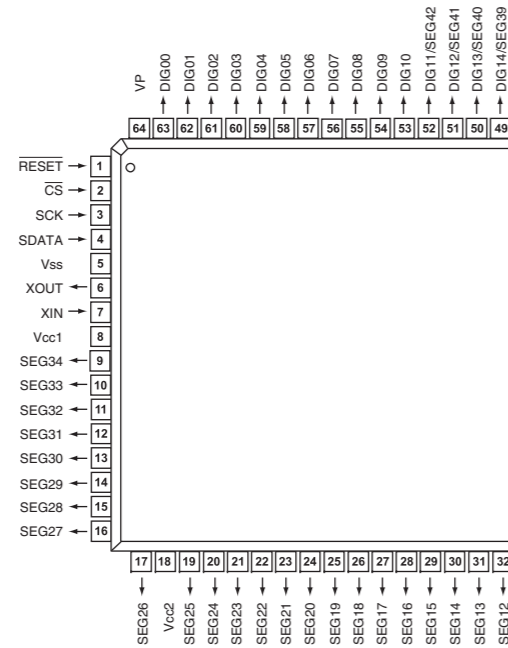 VP
DIG00
DIG01
DIG02
DIG03
DIG04
DIG05
DIG06
DIG07
DIG08
DIG09
DIG10
DIG11/SEG42
DIG12/SEG41
DIG13/SEG40
DIG14/SEG39
64 63 62 61 60 59 58 57 56 55 54 53 52 51 50 49
RESET 1
CS 2
SCK 3
SDATA 4
Vss 5
XOUT 6
XIN 7
Vcc1 8
SEG34 9
SEG33 10
SEG32 11
SEG31 12
SEG30 13
SEG29 14
SEG28 15
SEG27 16
17 18 19 20 21 22 23 24 25 26 27 28 29 30 31 32
SEG26
Vcc2
SEG25
SEG24
SEG23
SEG22
SEG21
SEG20
SEG19
SEG18
SEG17
SEG16
SEG15
SEG14
SEG13
SEG12